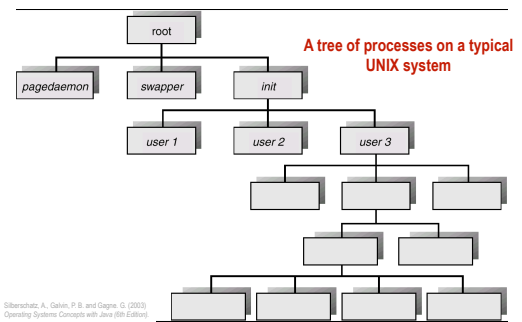 root
A tree of processes on a typical
UNIX system
pagedaemon
swapper
init
user 1
user 2
user 3
Silberschatz, A., Galvin, P. B. and Gagne. G. (2003)
Operating Systems Concepts with Java (6th Edition).